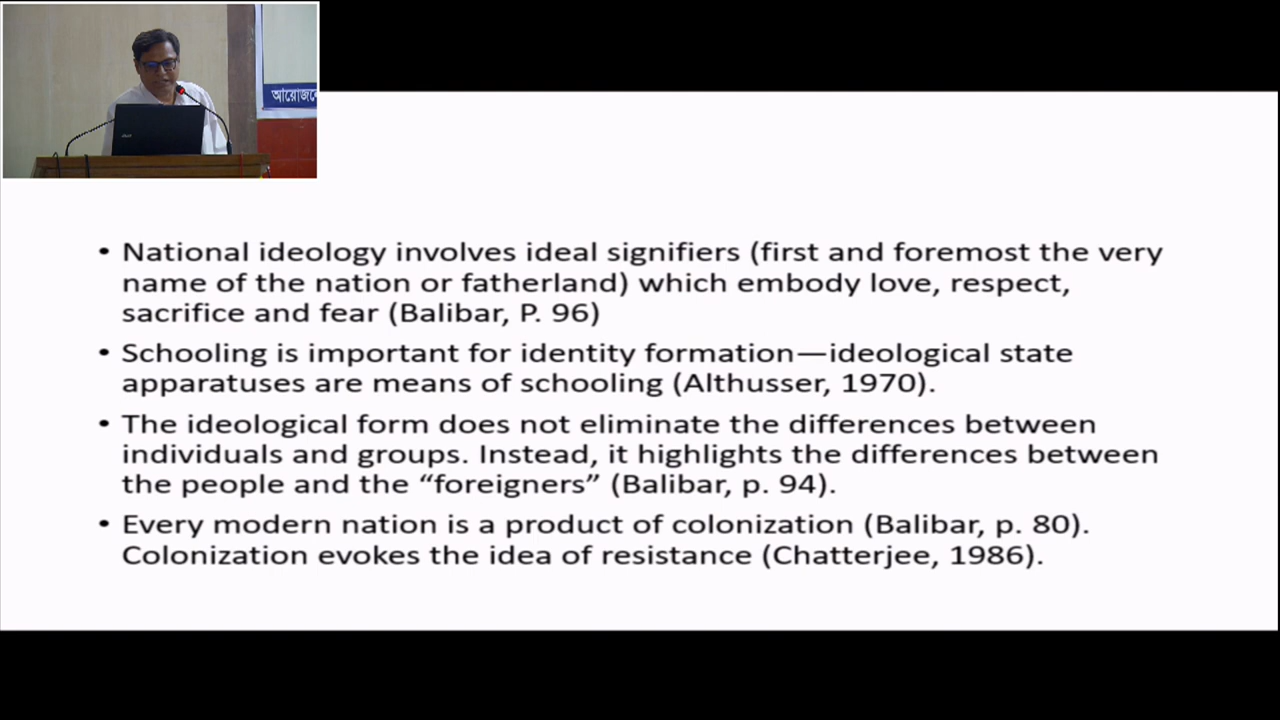 আয়োজনে
• National ideology involves ideal signifiers (first and foremost the very
name of the nation or fatherland) which embody love, respect,
sacrifice and fear (Balibar, P. 96)
• Schooling is important for identity formation—ideological state
apparatuses are means of schooling (Althusser, 1970).
• The ideological form does not eliminate the differences between
individuals and groups. Instead, it highlights the differences between
the people and the “foreigners” (Balibar, p. 94).
• Every modern nation is a product of colonization (Balibar, p. 80).
Colonization evokes the idea of resistance (Chatterjee, 1986).